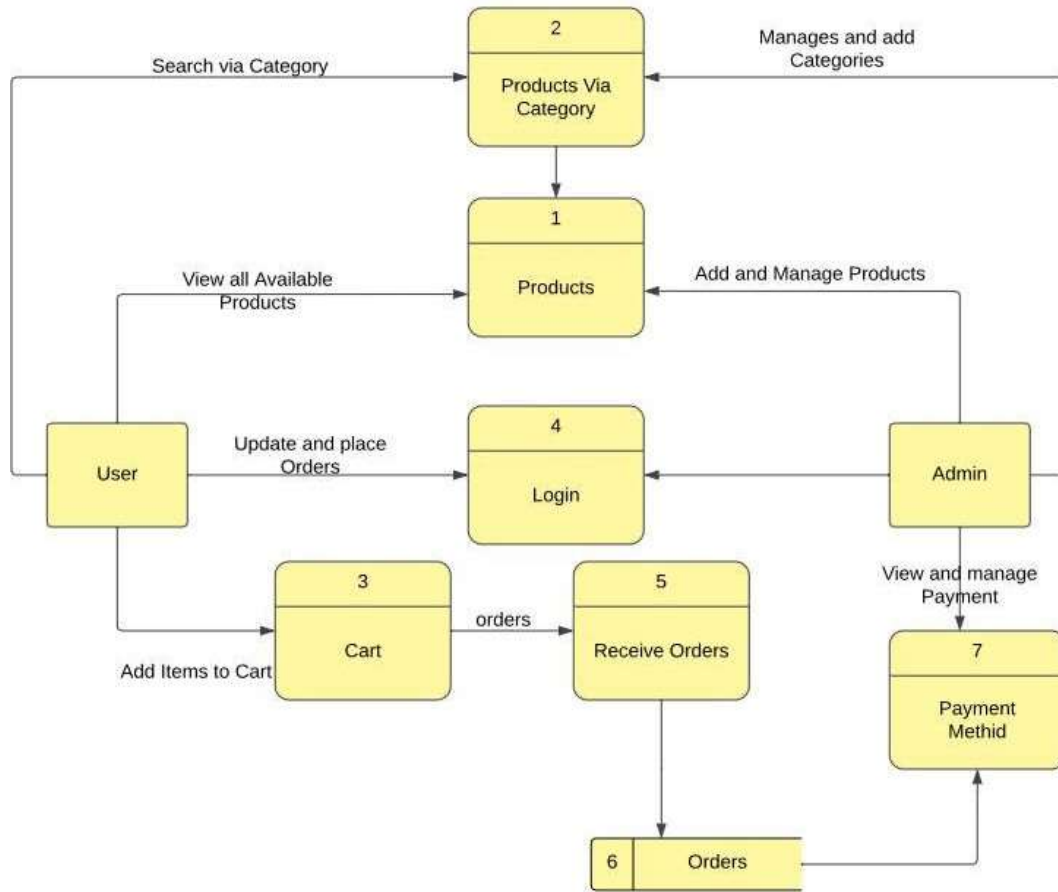 2
Manages and add
Categories
Search via Category
Products Via
Category
1
View all Available
Products
Products
Add and Manage Products
4
Update and place
Orders
User
Login
Admin
3
5
View and manage
Payment
orders
Cart
Receive Orders
7
Add Items to Cart
Payment
Methid
6
Orders